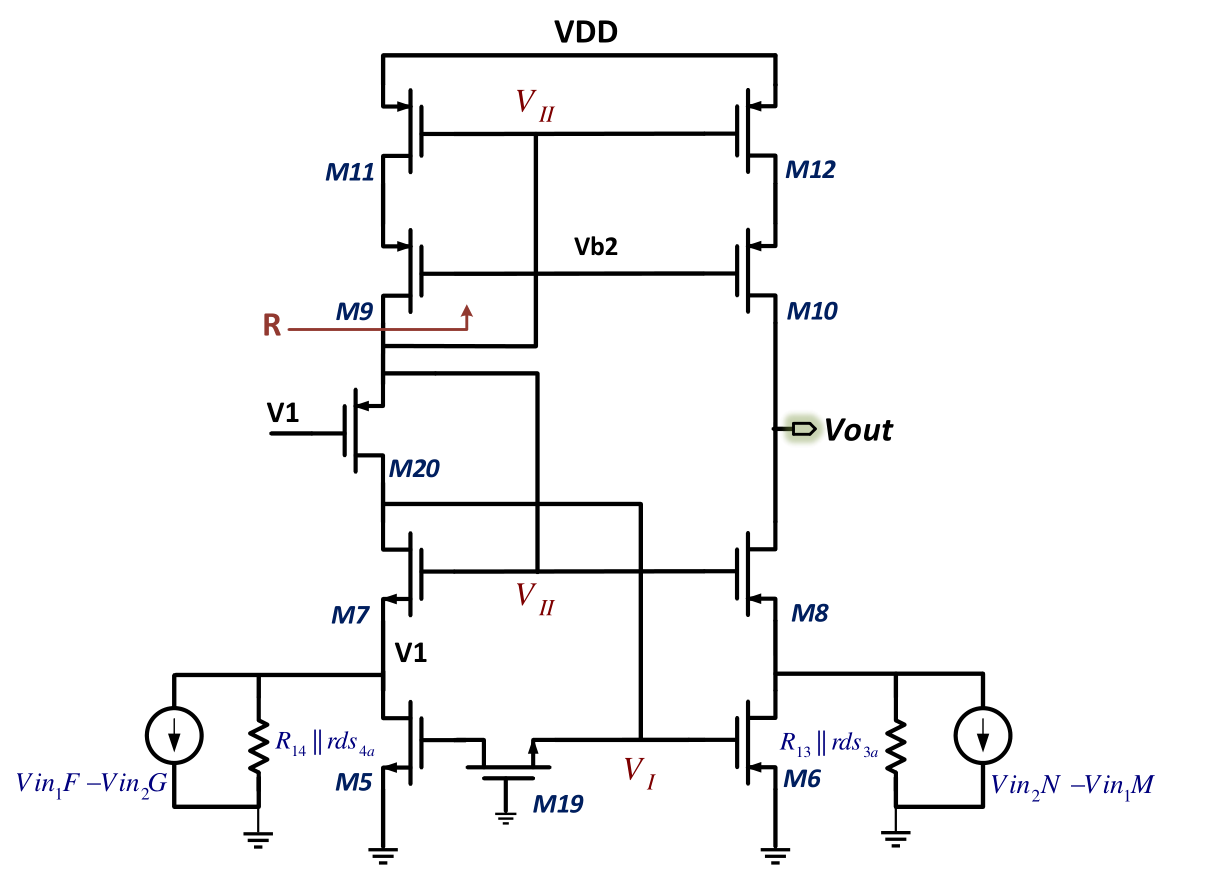 VDD
V_II
M11
M12
Vb2
M9
M10
R
V1
Vout
M20
V_II
M7
M8
V1
R_14 || rds_4a
R_13 || rds_3a
Vin_1F −Vin_2G
M5
V_I
M6
Vin_2N −Vin_1M
M19